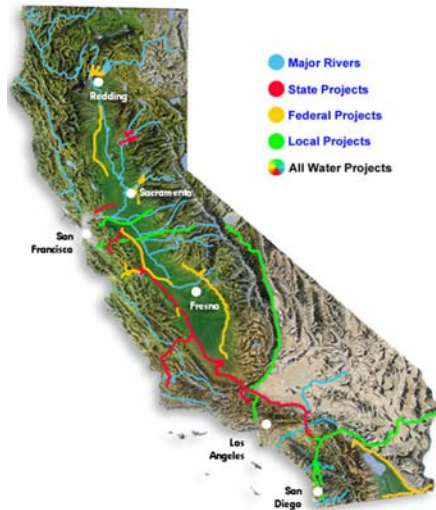 Major Rivers
State Projects
Federal Projects
Local Projects
All Water Projects
Redding
Sacramento
San
Francisco
Fresno
Los
Angeles
San
Diego